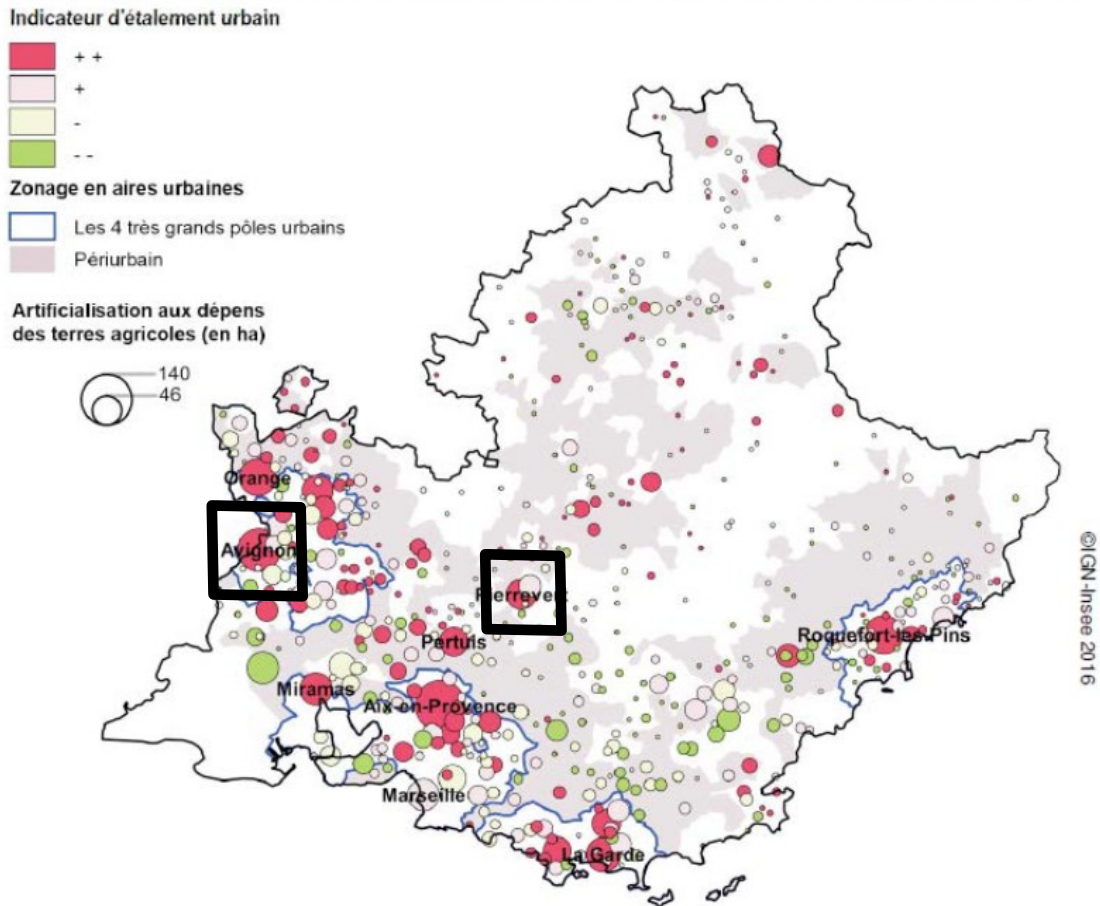 Indicateur d'étalement urbain
+ +
+
-
- -
Zonage en aires urbaines
Les 4 très grands pôles urbains
Périurbain
Artificialisation aux dépens
des terres agricoles (en ha)
140
46
Orange
Avignon
Pierrevert
Pertuis
Roquefort-les-Pins
Miramas
Aix-en-Provence
Marseille
La Garde
©IGN-Insee 2016